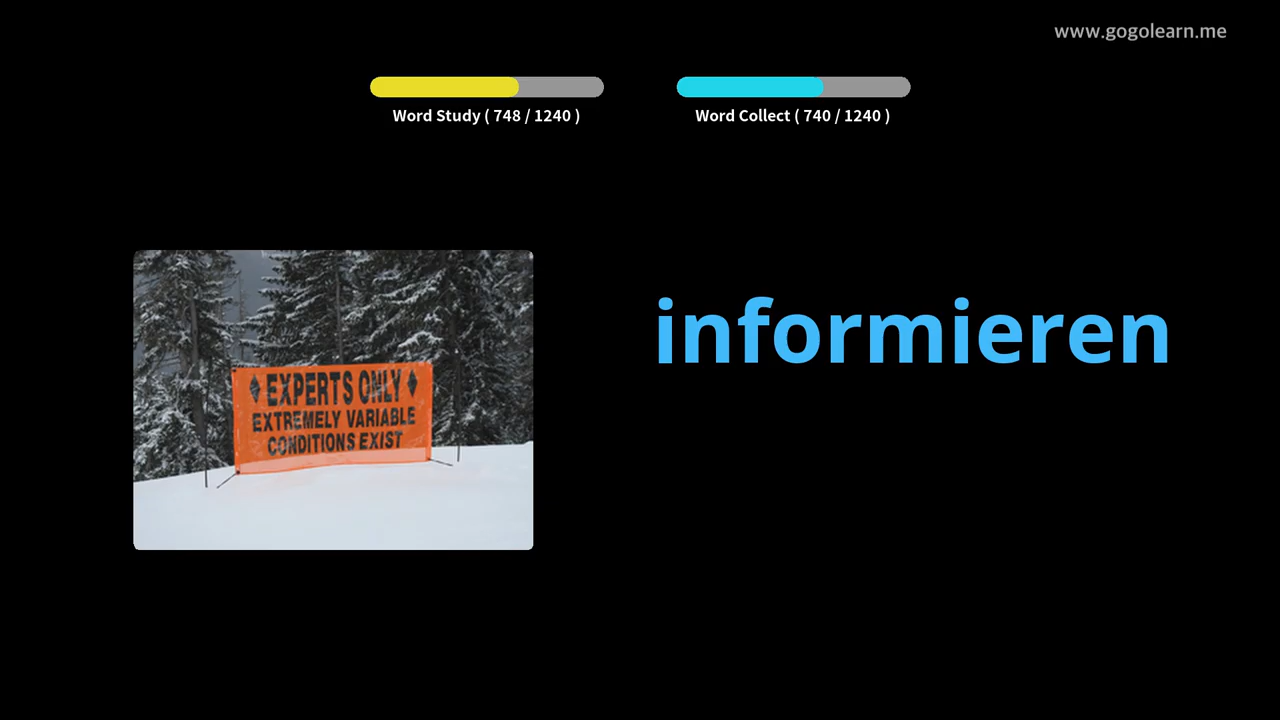 www.gogolearn.me
Word Study ( 748 / 1240 )
Word Collect ( 740 / 1240 )
informieren
EXPERTS ONLY
EXTREMELY VARIABLE
CONDITIONS EXIST